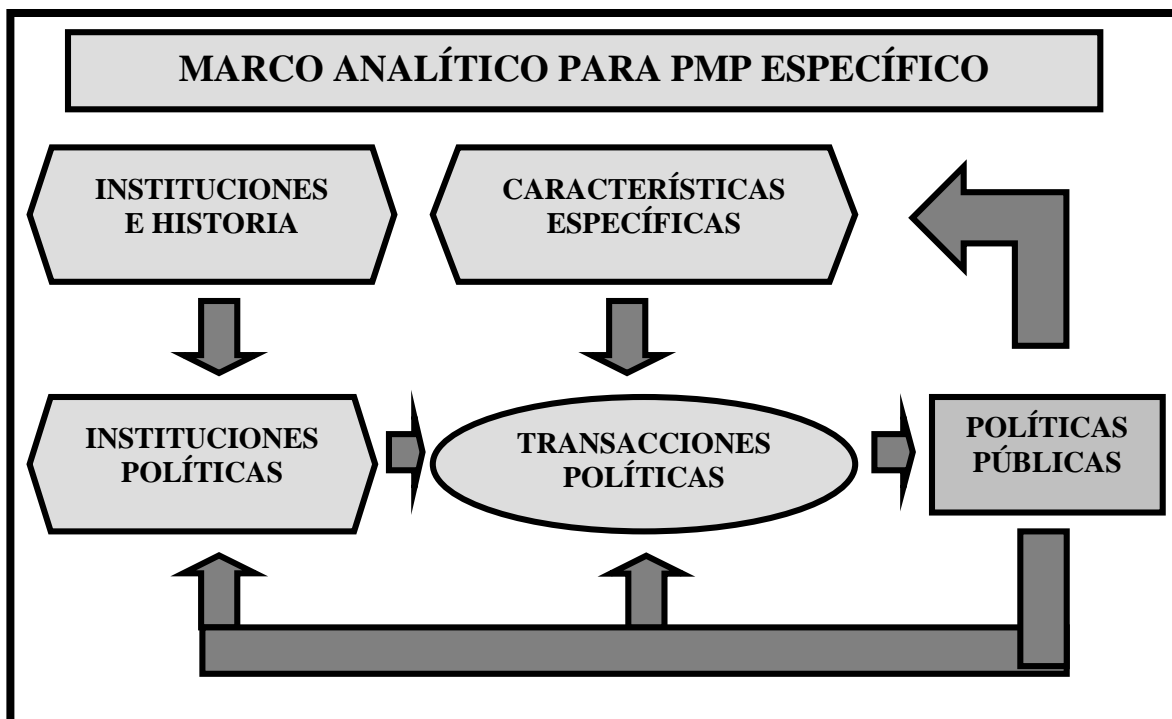 MARCO ANALÍTICO PARA PMP ESPECÍFICO
INSTITUCIONES
E HISTORIA
CARACTERÍSTICAS
ESPECÍFICAS
INSTITUCIONES
POLÍTICAS
TRANSACCIONES
POLÍTICAS
POLÍTICAS
PÚBLICAS